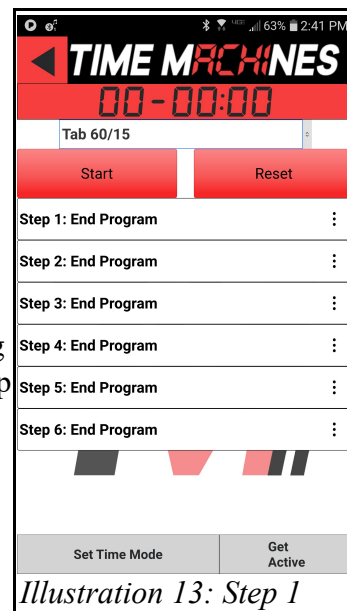 63% 2:41 PM
TIME MACHINES
00-00:00
Tab 60/15
Start Reset
Step 1: End Program
Step 2: End Program
Step 3: End Program
Step 4: End Program
Step 5: End Program
Step 6: End Program
Set Time Mode
Get
Active
Illustration 13: Step 1